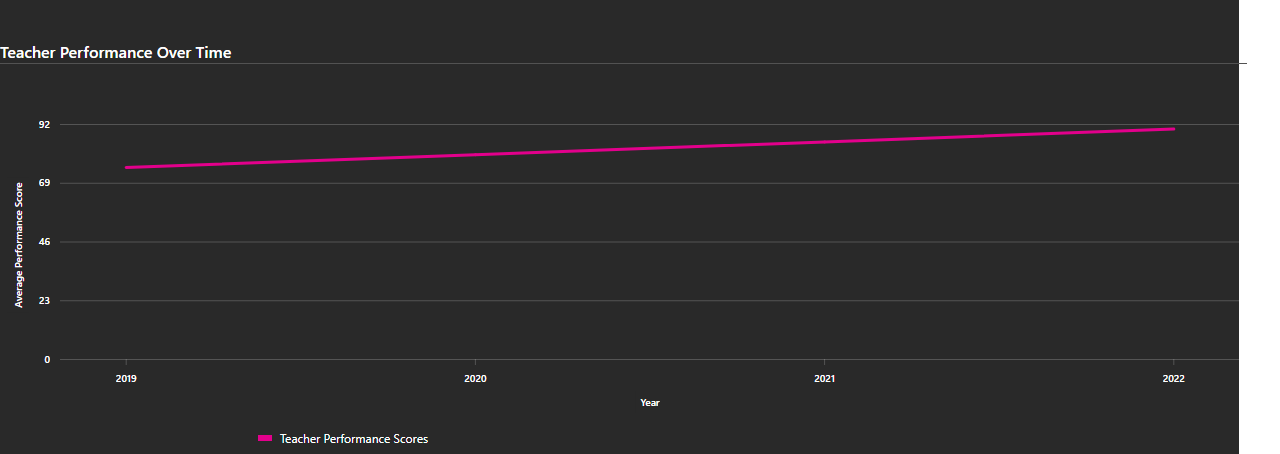 Teacher Performance Over Time
Average Performance Score
92
69
46
23
0
2019 2020 2021 2022
Year
Teacher Performance Scores